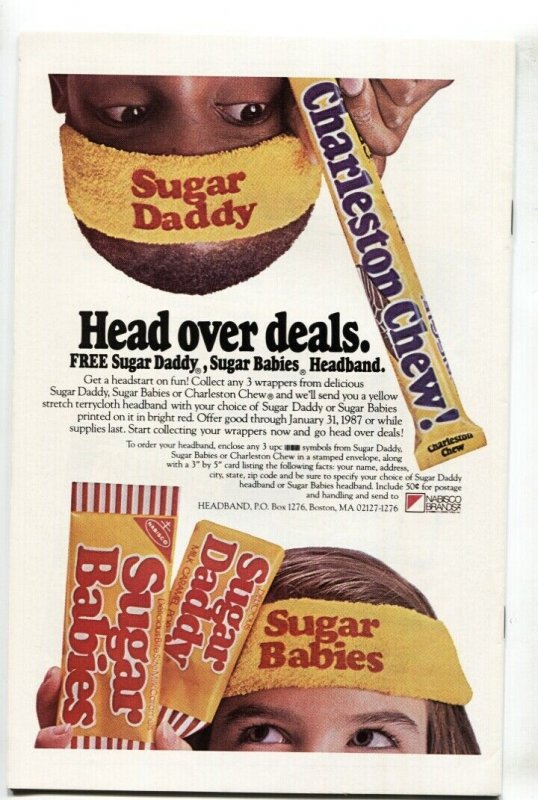 Sugar
Daddy
Charleston Chew!
Charleston
Chew
Head over deals.
FREE Sugar Daddy®, Sugar Babies® Headband.
Get a headstart on fun! Collect any 3 wrappers from delicious
Sugar Daddy, Sugar Babies or Charleston Chew® and we'll send you a yellow
stretch terrycloth headband with your choice of Sugar Daddy or Sugar Babies
printed on it in bright red. Offer good through January 31, 1987 or while
supplies last. Start collecting your wrappers now and go head over deals!
To order your headband, enclose any 3 upc symbols from Sugar Daddy,
Sugar Babies or Charleston Chew in a stamped envelope, along
with a 3" by 5" card listing the following facts: your name, address,
city, state, zip code and be sure to specify your choice of Sugar Daddy
headband or Sugar Babies headband. Include 50¢ for postage
and handling and send to
HEADBAND, P.O. Box 1276, Boston, MA 02127-1276
NABISCO
BRANDS
NABISCO
Sugar
Babies
Sugar
Daddy
MILK CARAMEL
Sugar
Babies